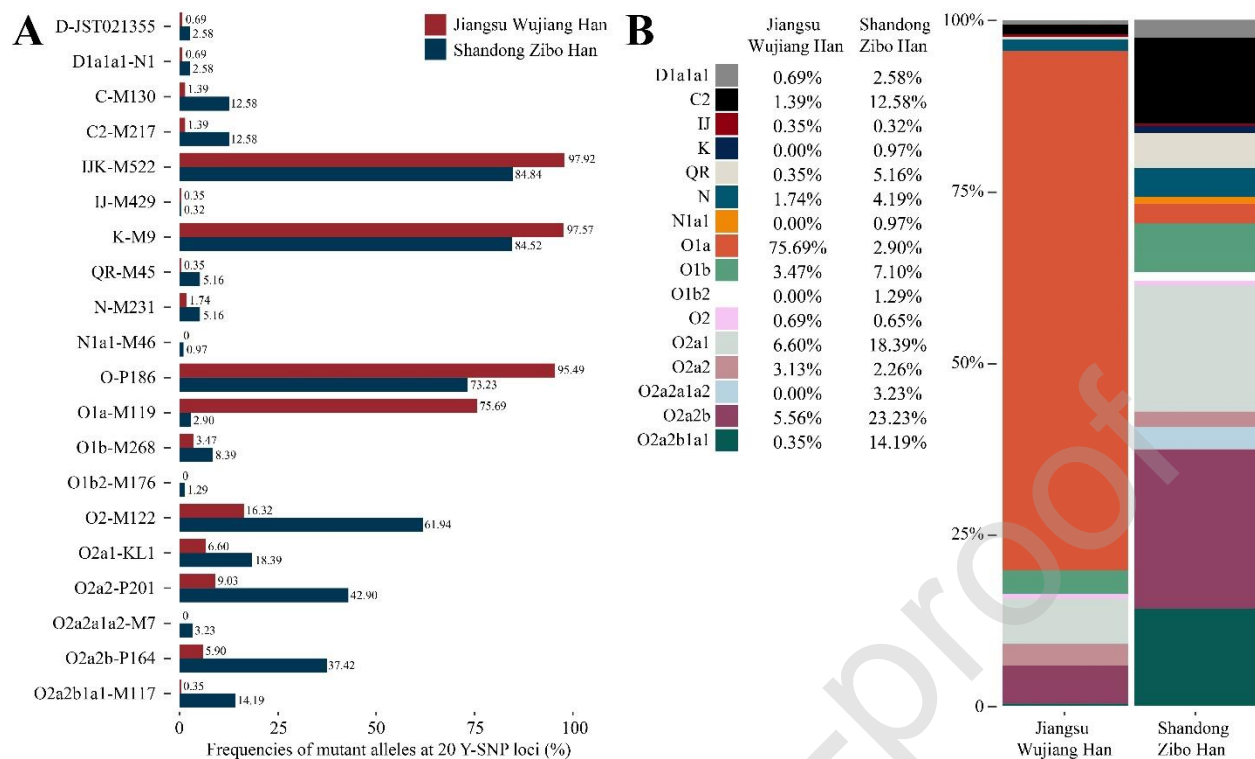 A
Jiangsu Wujiang Han
Shandong Zibo Han
D-JST021355
0.69
2.58
D1a1a1-N1
0.69
2.58
C-M130
1.39
12.58
C2-M217
1.39
12.58
IJK-M522
97.92
84.84
IJ-M429
0.35
0.32
K-M9
97.57
84.52
QR-M45
0.35
5.16
N-M231
1.74
5.16
N1a1-M46
0
0.97
O-P186
95.49
73.23
O1a-M119
75.69
2.90
O1b-M268
3.47
8.39
O1b2-M176
0
1.29
O2-M122
16.32
61.94
O2a1-KL1
6.60
18.39
O2a2-P201
9.03
42.90
O2a2a1a2-M7
0
3.23
O2a2b-P164
5.90
37.42
O2a2b1a1-M117
0.35
14.19
0 25 50 75 100
Frequencies of mutant alleles at 20 Y-SNP loci (%)
B
Jiangsu Shandong
Wujiang Han Zibo Han
D1a1a1 0.69% 2.58%
C2 1.39% 12.58%
IJ 0.35% 0.32%
K 0.00% 0.97%
QR 0.35% 5.16%
N 1.74% 4.19%
N1a1 0.00% 0.97%
O1a 75.69% 2.90%
O1b 3.47% 7.10%
O1b2 0.00% 1.29%
O2 0.69% 0.65%
O2a1 6.60% 18.39%
O2a2 3.13% 2.26%
O2a2a1a2 0.00% 3.23%
O2a2b 5.56% 23.23%
O2a2b1a1 0.35% 14.19%
100%
75%
50%
25%
0
Jiangsu Shandong
Wujiang Han Zibo Han